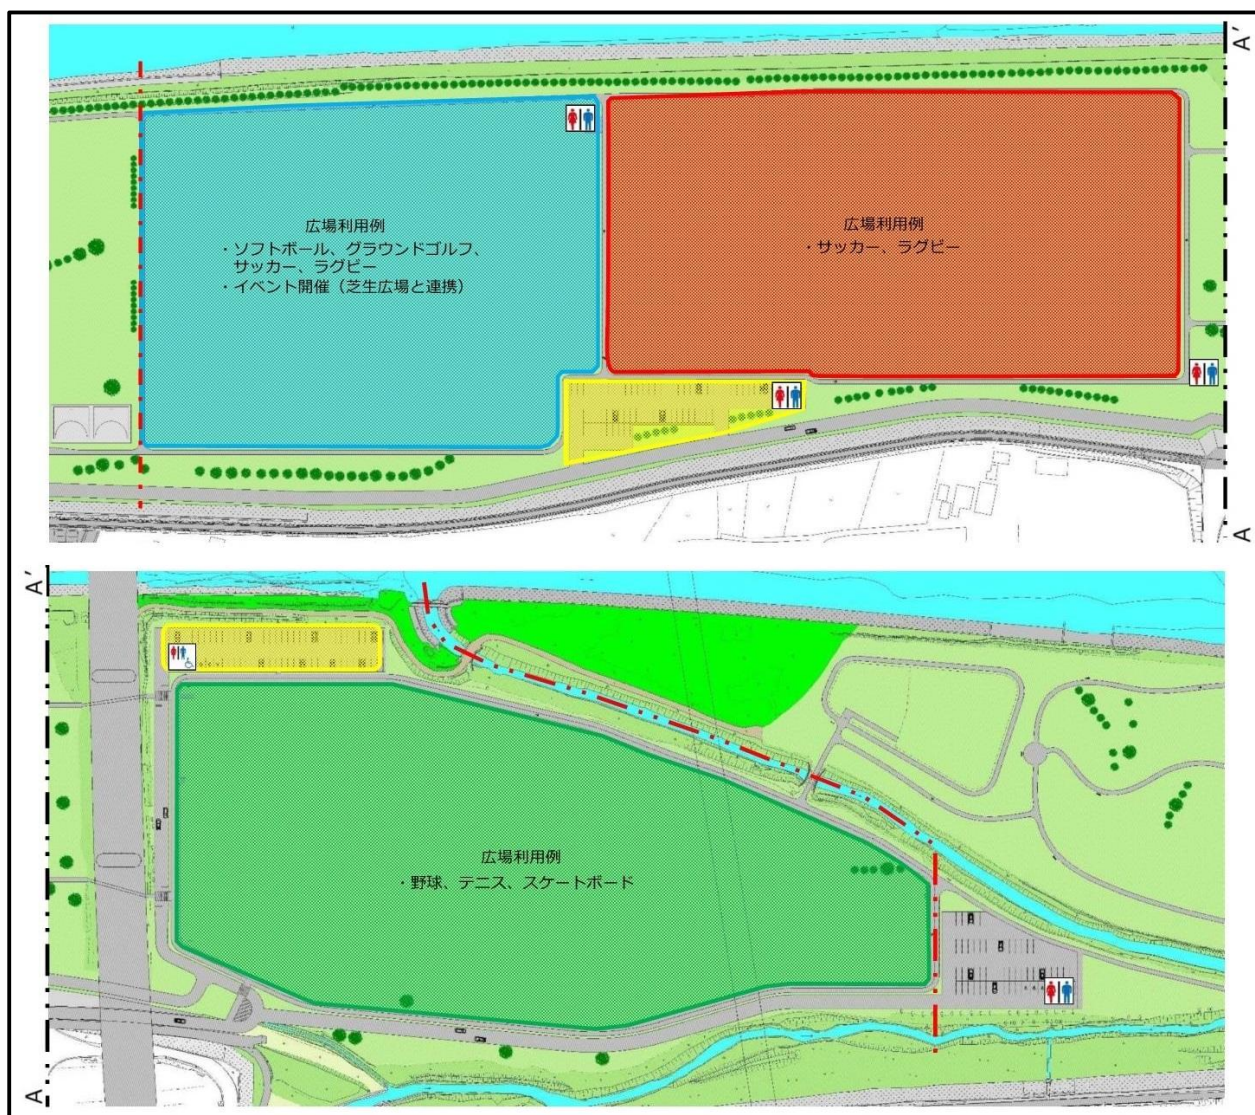 A'
広場利用例
・ソフトボール、グラウンドゴルフ、
サッカー、ラグビー
・イベント開催（芝生広場と連携）
広場利用例
・サッカー、ラグビー
A
A'
広場利用例
・野球、テニス、スケートボード
A